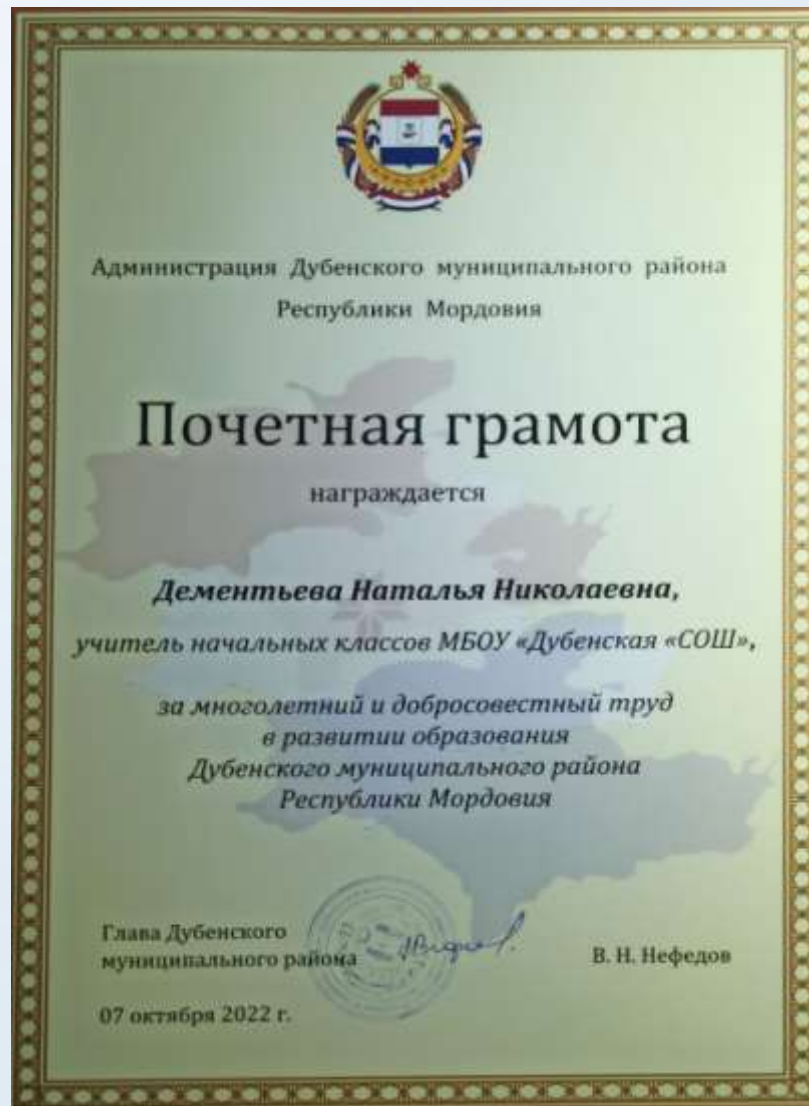 Администрация Дубенского муниципального района
Республики Мордовия
Почетная грамота
награждается
Дементьева Наталья Николаевна,
учитель начальных классов МБОУ «Дубенская «СОШ»,
за многолетний и добросовестный труд
в развитии образования
Дубенского муниципального района
Республики Мордовия
Глава Дубенского
муниципального района
В. Н. Нефедов
07 октября 2022 г.